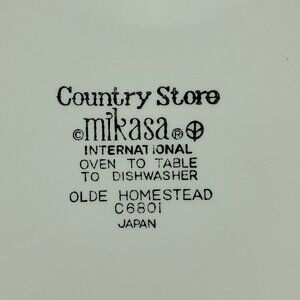 Country Store
©mikasa®
INTERNATIONAL
OVEN TO TABLE
TO DISHWASHER
OLDE HOMESTEAD
C6801
JAPAN